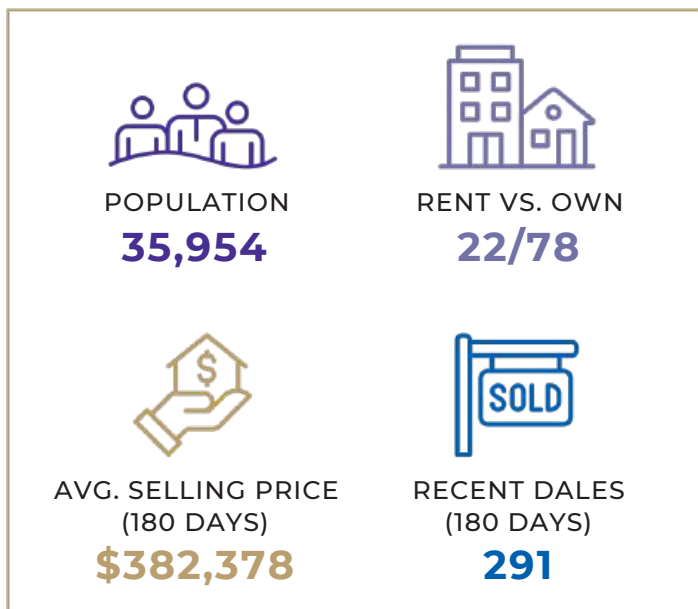 POPULATION
35,954
RENT VS. OWN
22/78
$
AVG. SELLING PRICE
(180 DAYS)
$382,378
SOLD
RECENT DALES
(180 DAYS)
291